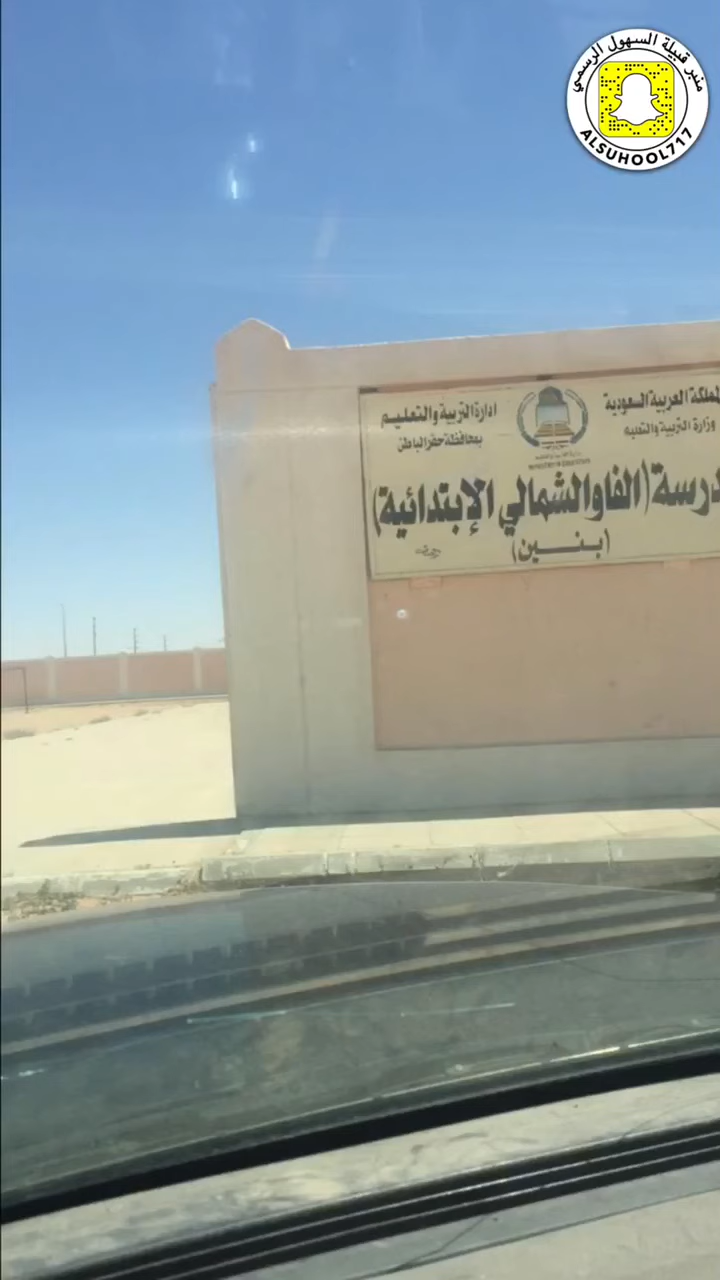 منبر قبيلة السهول الرسمي
ALSUHOOL717
المملكة العربية السعودية
وزارة التربية والتعليم
ادارة التربية والتعليم
بمحافظة حفر الباطن
مدرسة (الفاو الشمالي الإبتدائية)
(بنين)